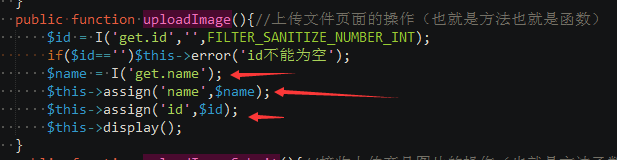 }
public function uploadImage(){//上传文件页面的操作（也就是方法也就是函数）
$id = I('get.id','',FILTER_SANITIZE_NUMBER_INT);
if($id=='')$this->error('id不能为空');
$name = I('get.name');
$this->assign('name',$name);
$this->assign('id',$id);
$this->display();
}